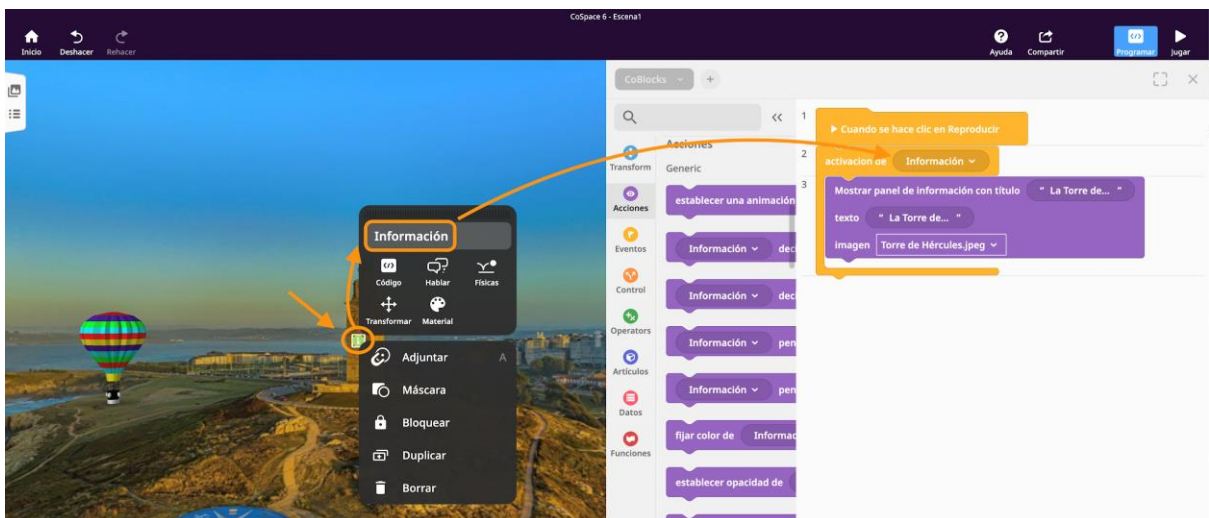 CoSpace 6 - Escena1
Inicio Deshacer Rehacer
Ayuda Compartir Programar Jugar
CoBlocks +
Transform
Acciones
Eventos
Control
Operators
Artículos
Datos
Funciones
Acciones
Generic
establecer una animación
Información
Información
Información pen
Información pen
fijar color de Informac
establecer opacidad de
1
Cuando se hace clic en Reproducir
2
activacion de Información
3
Mostrar panel de información con título " La Torre de... "
texto " La Torre de... "
imagen Torre de Hércules.jpeg
Información
Código Hablar Físicas
Transformar Material
Adjuntar A
Máscara
Bloquear
Duplicar
Borrar